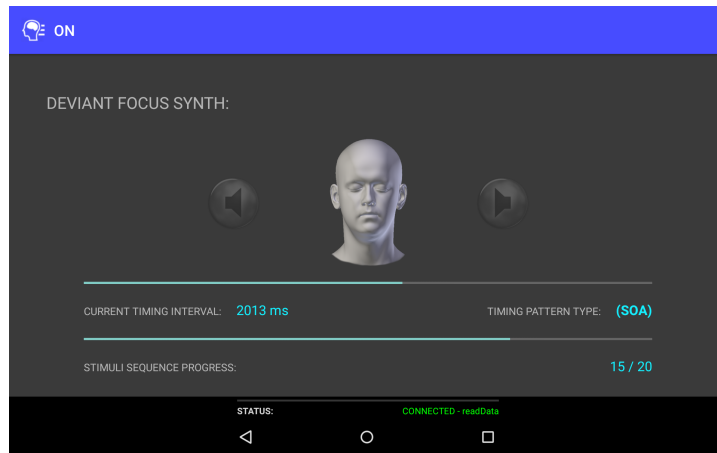 ON
DEVIANT FOCUS SYNTH:
CURRENT TIMING INTERVAL: 2013 ms TIMING PATTERN TYPE: (SOA)
STIMULI SEQUENCE PROGRESS: 15 / 20
STATUS: CONNECTED - readData